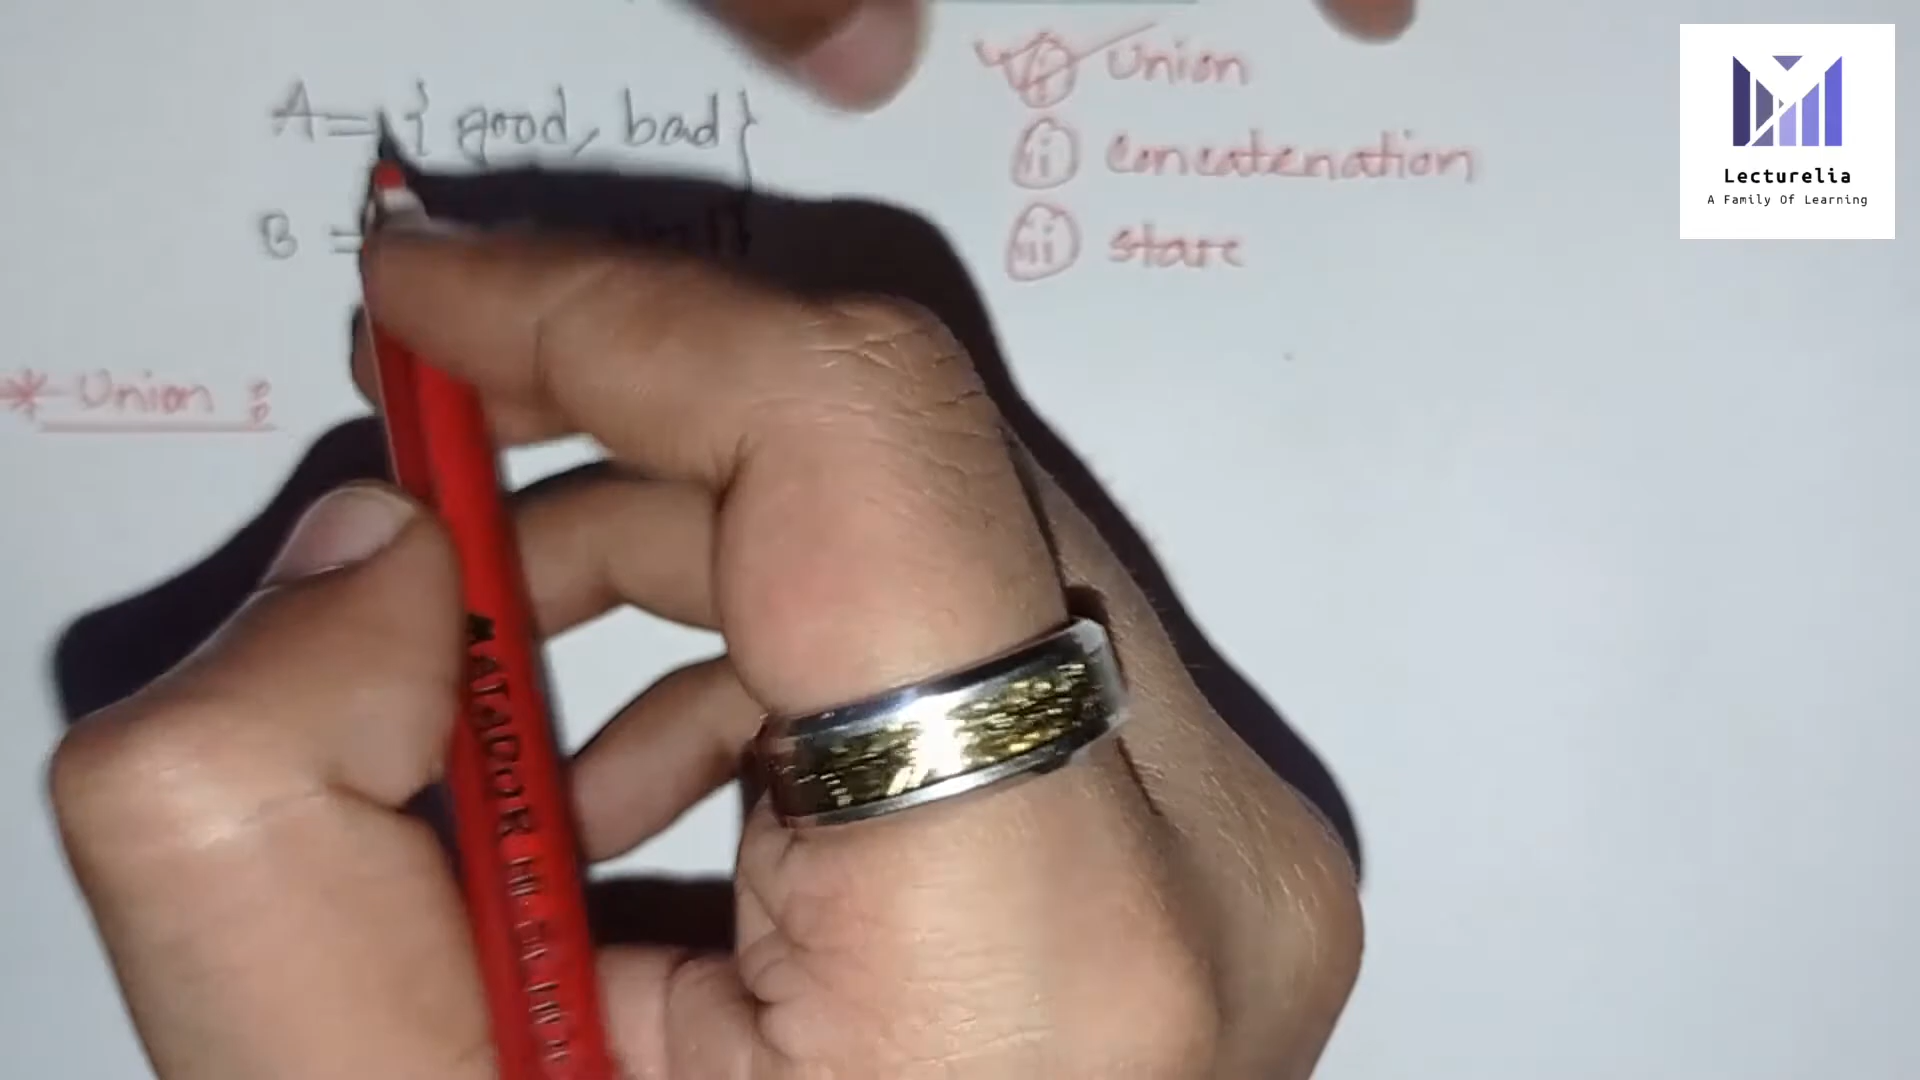 A = { good, bad }
B =
* Union :
(i) Union
(ii) Concatenation
(iii) stare
Lecturelia
A Family Of Learning
MATADOR